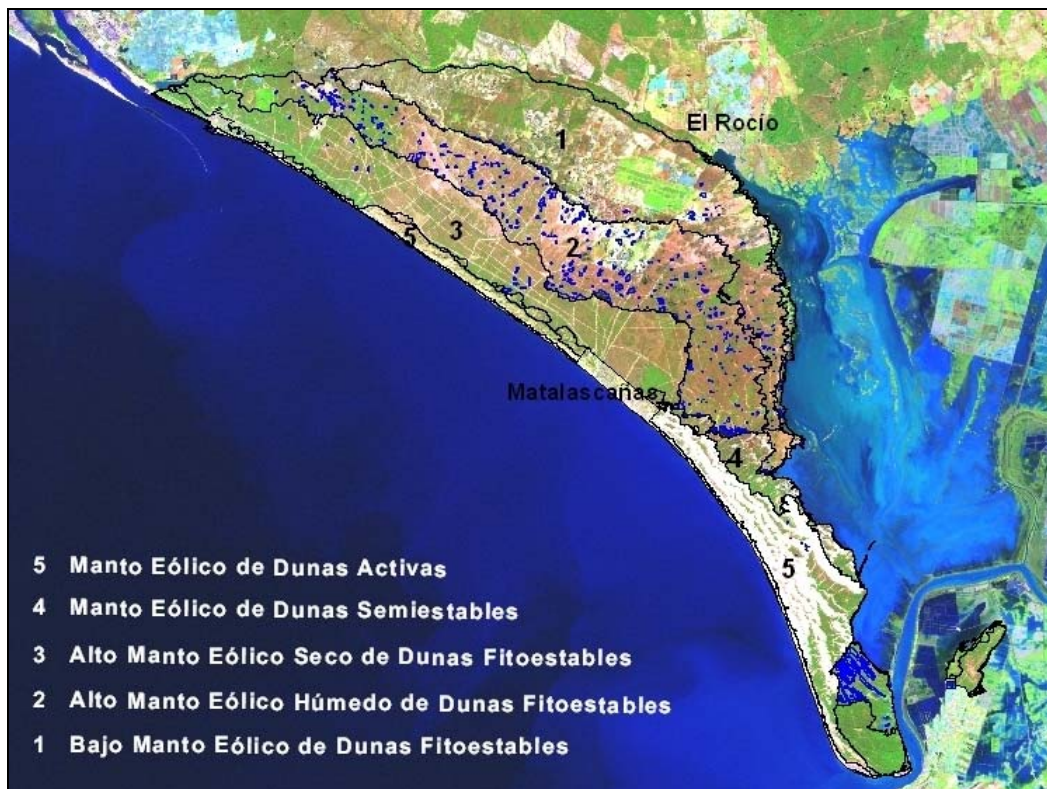 El Rocío
1
2
3
5
Matalascañas
4
5
5 Manto Eólico de Dunas Activas
4 Manto Eólico de Dunas Semiestables
3 Alto Manto Eólico Seco de Dunas Fitoestables
2 Alto Manto Eólico Húmedo de Dunas Fitoestables
1 Bajo Manto Eólico de Dunas Fitoestables